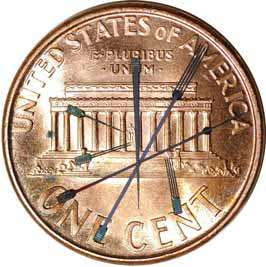 UNITED STATES OF AMERICA
E·PLURIBUS
·UNUM·
ONE CENT